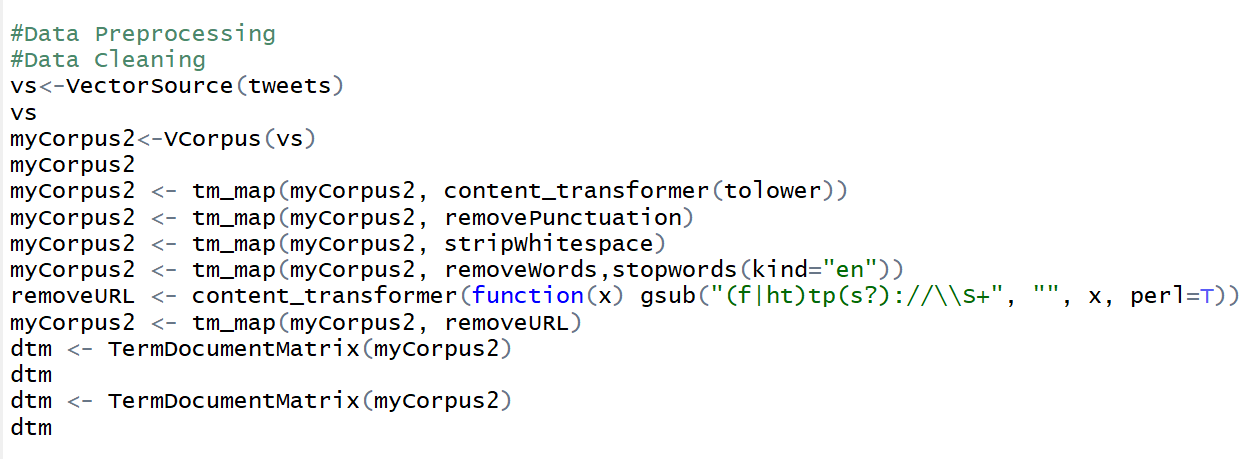 #Data Preprocessing
#Data Cleaning
vs<-VectorSource(tweets)
vs
myCorpus2<-VCorpus(vs)
myCorpus2
myCorpus2 <- tm_map(myCorpus2, content_transformer(tolower))
myCorpus2 <- tm_map(myCorpus2, removePunctuation)
myCorpus2 <- tm_map(myCorpus2, stripWhitespace)
myCorpus2 <- tm_map(myCorpus2, removeWords,stopwords(kind="en"))
removeURL <- content_transformer(function(x) gsub("(f|ht)tp(s?)://\\S+", "", x, perl=T))
myCorpus2 <- tm_map(myCorpus2, removeURL)
dtm <- TermDocumentMatrix(myCorpus2)
dtm
dtm <- TermDocumentMatrix(myCorpus2)
dtm